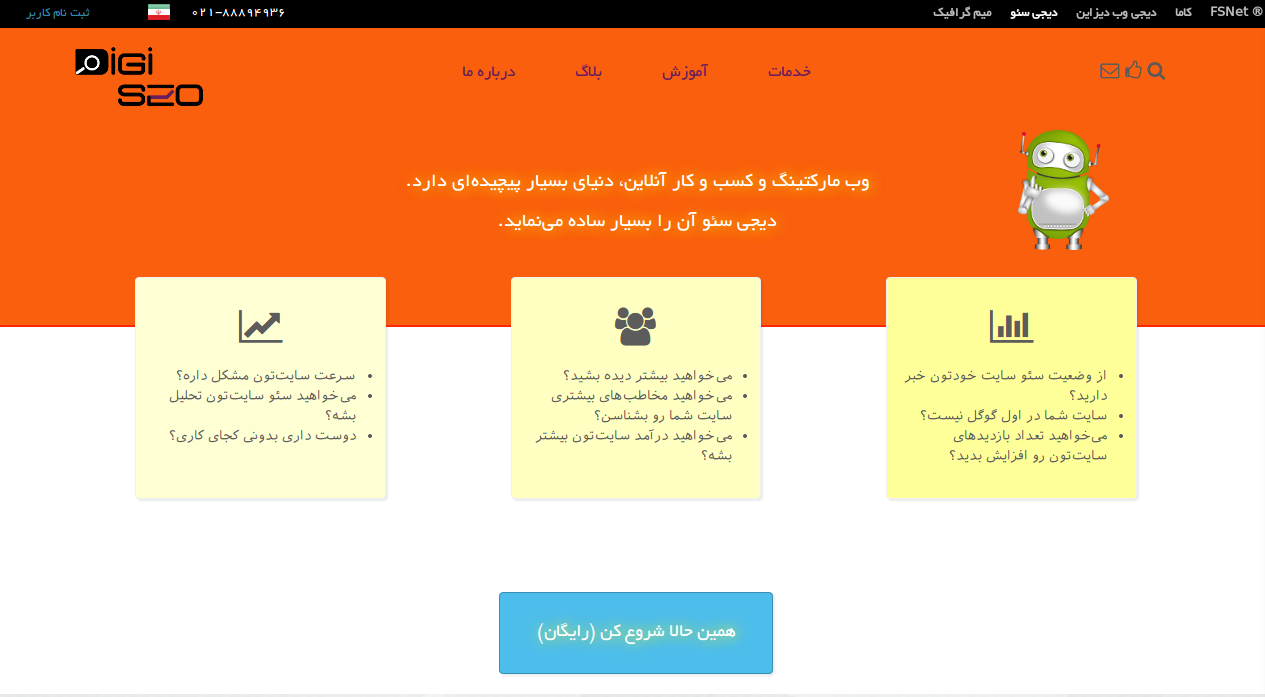 FSNet ®
کاما
دیجی وب دیزاین
دیجی سئو
میم گرافیک
۰۲۱-۸۸۸۹۴۹۳۶
ثبت نام کاربر
DIGI
SEO
خدمات
آموزش
بلاگ
درباره ما
وب مارکتینگ و کسب و کار آنلاین، دنیای بسیار پیچیده‌ای دارد.
دیجی سئو آن را بسیار ساده می‌نماید.
از وضعیت سئو سایت خودتون خبر
دارید؟
سایت شما در اول گوگل نیست؟
می‌خواهید تعداد بازدیدهای
سایت‌تون رو افزایش بدید؟
می‌خواهید بیشتر دیده بشید؟
می‌خواهید مخاطب‌های بیشتری
سایت شما رو بشناسن؟
می‌خواهید درآمد سایت‌تون بیشتر
بشه؟
سرعت سایت‌تون مشکل داره؟
می‌خواهید سئو سایت‌تون تحلیل
بشه؟
دوست داری بدونی کجای کاری؟
همین حالا شروع کن (رایگان)